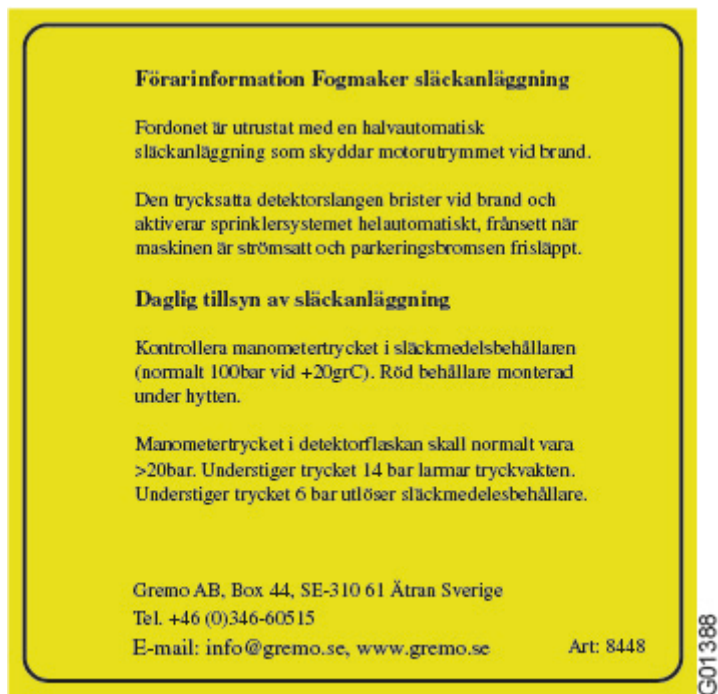 Förarinformation Fogmaker släckanläggning
Fordonet är utrustat med en halvautomatisk
släckanläggning som skyddar motorutrymmet vid brand.
Den trycksatta detektorslangen brister vid brand och
aktiverar sprinklersystemet helautomatiskt, frånsett när
maskinen är strömsatt och parkeringsbromsen frisläppt.
Daglig tillsyn av släckanläggning
Kontrollera manometertrycket i släckmedelsbehållaren
(normalt 100bar vid +20grC). Röd behållare monterad
under hytten.
Manometertrycket i detektorflaskan skall normalt vara
>20bar. Understiger trycket 14 bar larmar tryckvakten.
Understiger trycket 6 bar utlöser släckmedelesbehållare.
Gremo AB, Box 44, SE-310 61 Ätran Sverige
Tel. +46 (0)346-60515
E-mail: info@gremo.se, www.gremo.se Art: 8448
G01388